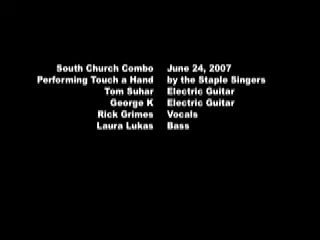 South Church Combo June 24, 2007
Performing Touch a Hand by the Staple Singers
Tom Suhar Electric Guitar
George K Electric Guitar
Rick Grimes Vocals
Laura Lukas Bass